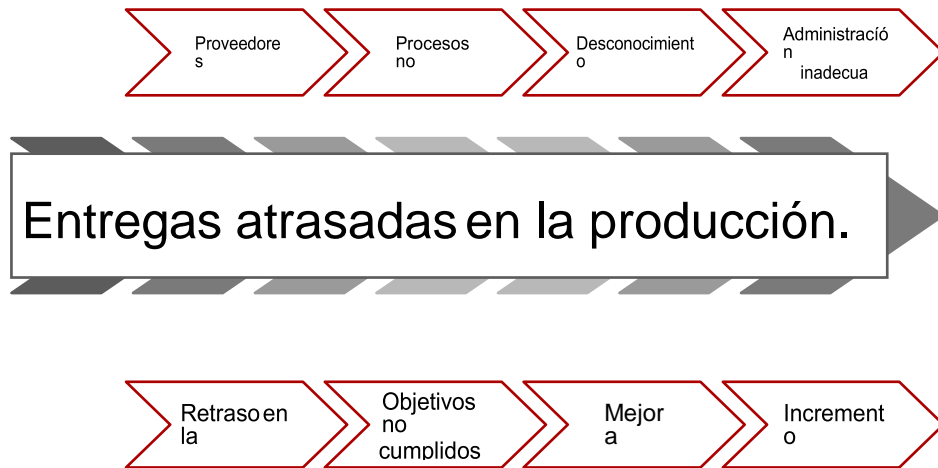 Proveedore
s
Procesos
no
Desconocimient
o
Administració
n
inadecua
Entregas atrasadas en la producción.
Retraso en
la
Objetivos
no
cumplidos
Mejor
a
Increment
o